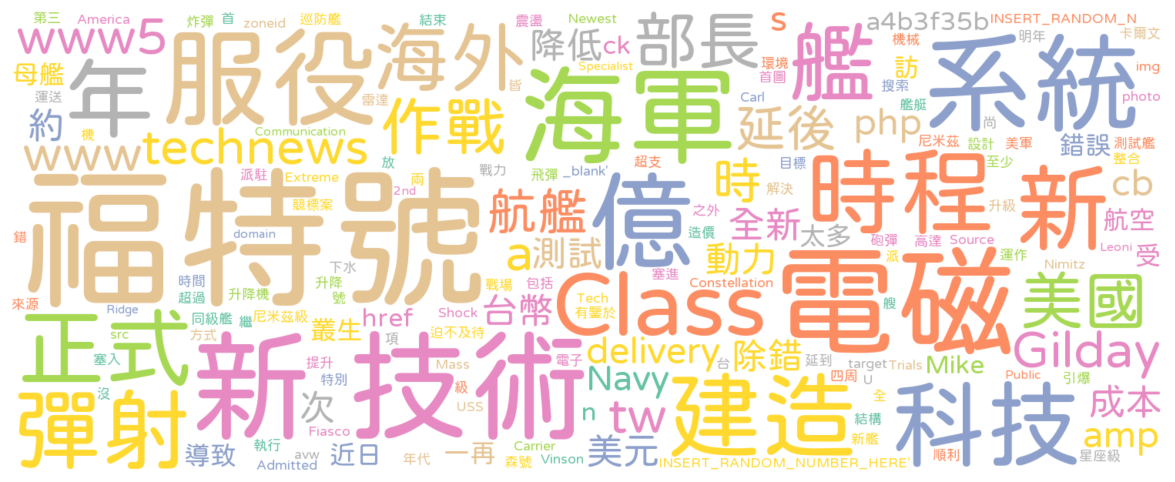 第三 America 炸彈 首 巡防艦 結束 震盪 Newest S a4b3f35b INSERT_RANDOM_N
www5 zoneid 服役 海外 皆 降低 ck 部長 艦 機械 明年 卡爾文
母艦 年 雷達 Specialist 環境 首圖 訪 搜索 系統 img
運送 約 機 作戰 海軍 Carl 延後 php 艦艇 尚 photo
www technews Communication 放 戰力 飛彈 _blank' 超支 目標 尼米茲 設計 美軍 錯誤 測試艦 整合
派駐 Extreme 兩 2nd 時 解決 時程 至少 升級 新 cb
福特號 競標案 航艦 億 之外 全新 造價 太多 砲彈 派 高達 Source 運作 航空 受
錯 domain a 測試 塞進 動力 Leoni Nimitz
下水 時間 超過 升降機 升降 號 戰場 包括 Class Constellation 電磁 艘 美國
來源 Ridge 同級艦 繼 尼米茲級 叢生 href Shock 台幣 Tech 有鑒於
正式 src 塞入 方式 新技術 項 迫不及待 delivery 除錯 台 延到 target Trials Mike Gilday
沒 提升 特別 Mass 電子 級 Navy U 四周 Public 引爆
彈射 次 USS n tw 建造 全 結構 科技 成本
Fiasco 執行 Carrier 新艦 順利 amp
導致 Admitted avw 近日 年代 一再 森號 Vinson 美元 INSERT_RANDOM_NUMBER_HERE' 星座級